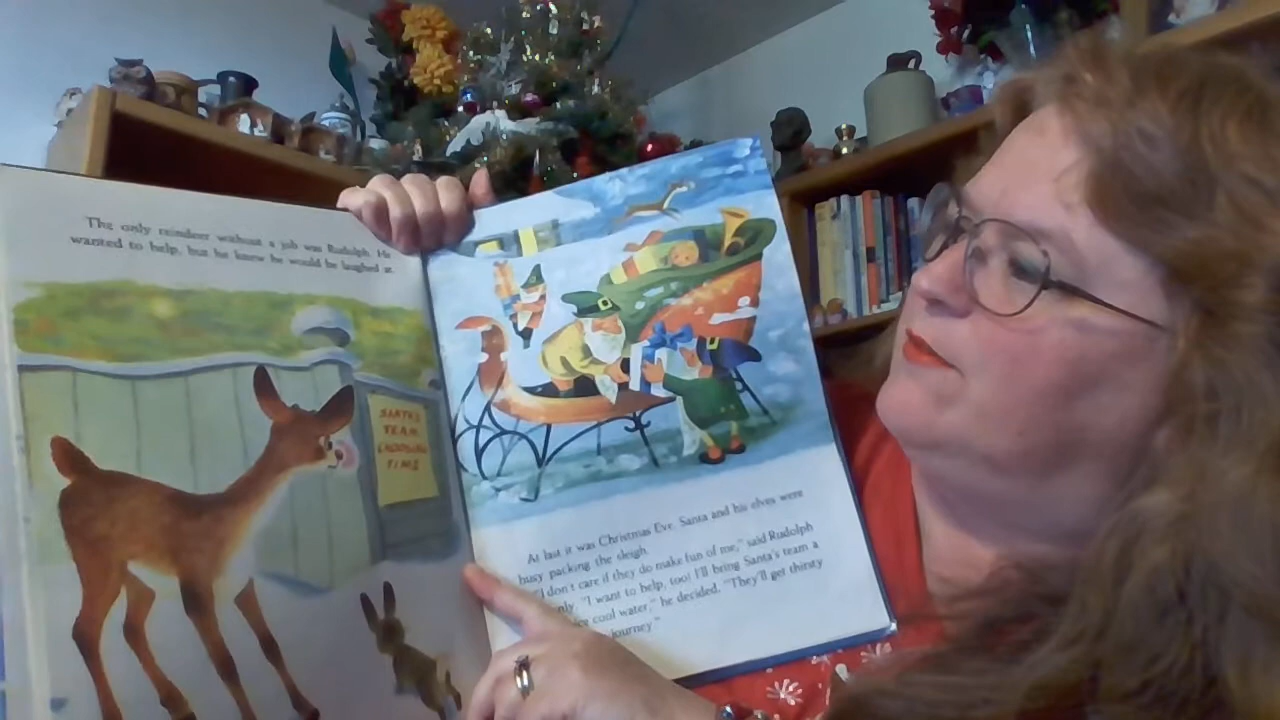 The only reindeer without a job was Rudolph. He
wanted to help, but he knew he would be laughed at.
SANTA'S
TEAM
CHOOSING
TIME
At last it was Christmas Eve. Santa and his elves were
busy packing the sleigh.
"I don't care if they do make fun of me," said Rudolph
"I want to help, too! I'll bring Santa's team a
cool water," he decided. "They'll get thirsty
journey."